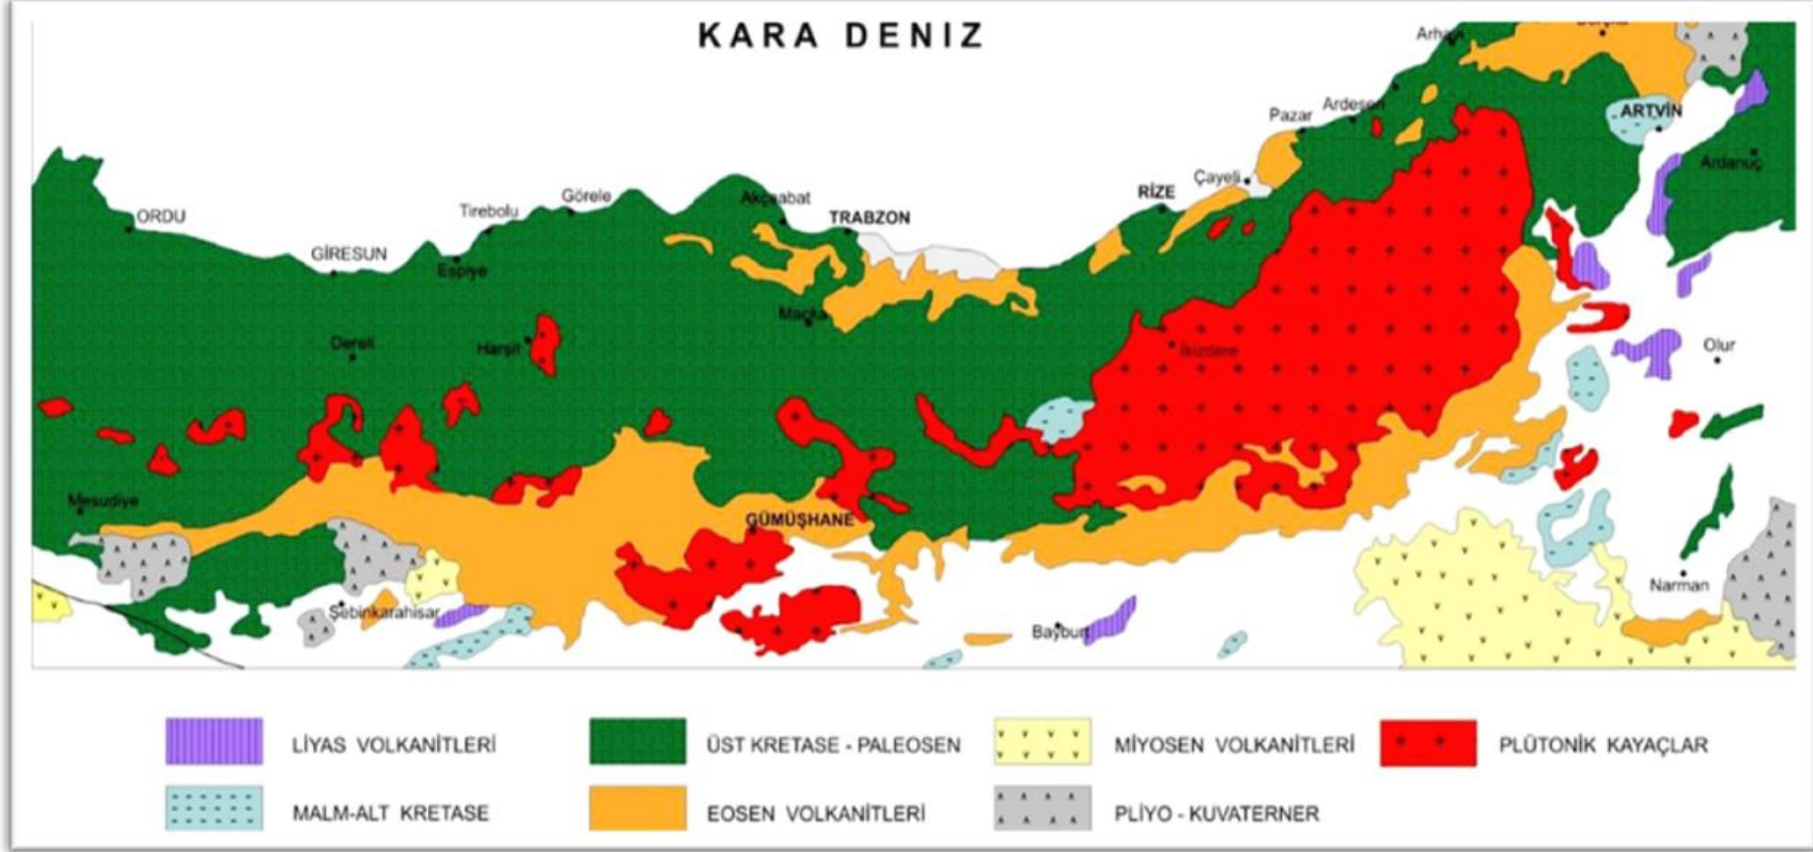 KARA DENIZ
ARTVİN
Pazar
Ardeşen
Ardanuç
Çayeli
RİZE
Görele
Akçaabat
Tirebolu
ORDU
TRABZON
GİRESUN
Espiye
Maçka
Dereli
Harşit
İkizdere
Olur
Mesudiye
GÜMÜŞHANE
Narman
Şebinkarahisar
Bayburt
LİYAS VOLKANİTLERİ
ÜST KRETASE - PALEOSEN
MİYOSEN VOLKANİTLERİ
PLÜTONİK KAYAÇLAR
MALM-ALT KRETASE
EOSEN VOLKANİTLERİ
PLİYO - KUVATERNER